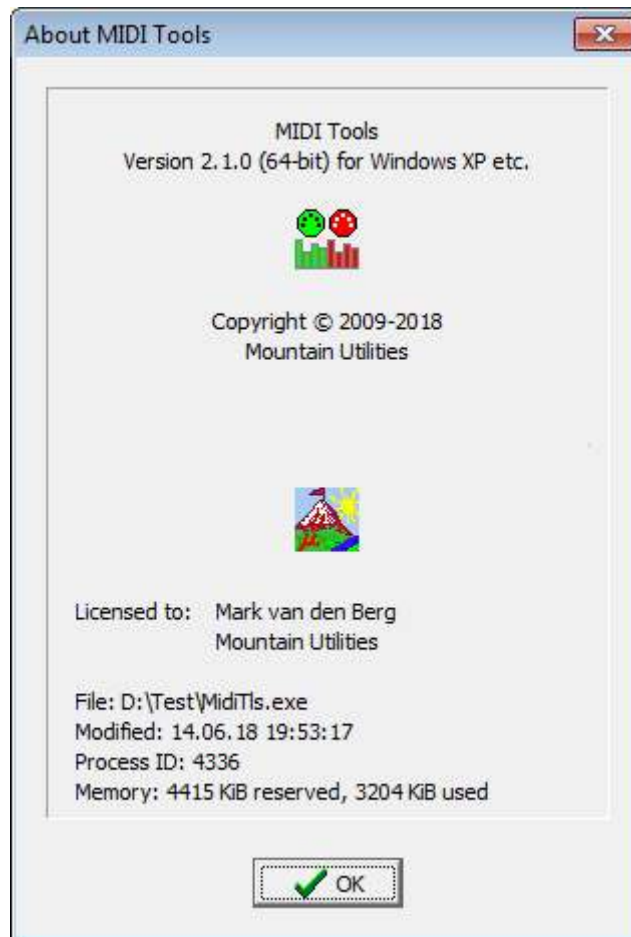 About MIDI Tools
MIDI Tools
Version 2.1.0 (64-bit) for Windows XP etc.
Copyright © 2009-2018
Mountain Utilities
μ
Licensed to: Mark van den Berg
Mountain Utilities
File: D:\Test\MidiTls.exe
Modified: 14.06.18 19:53:17
Process ID: 4336
Memory: 4415 KiB reserved, 3204 KiB used
OK